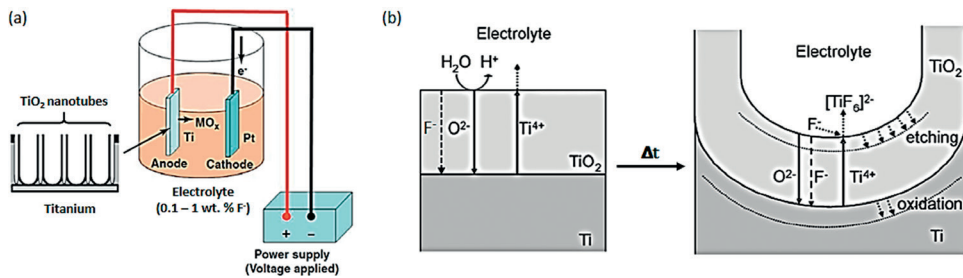 (a)
e-
TiO2 nanotubes
MOx
Ti
Pt
Anode
Cathode
Titanium
Electrolyte
(0.1 – 1 wt. % F-)
+
–
Power supply
(Voltage applied)
(b)
Electrolyte
H2O H+
F-
O2-
Ti4+
TiO2
Ti
Δt
Electrolyte
TiO2
[TiF6]2-
F-
etching
O2-
F-
Ti4+
oxidation
Ti